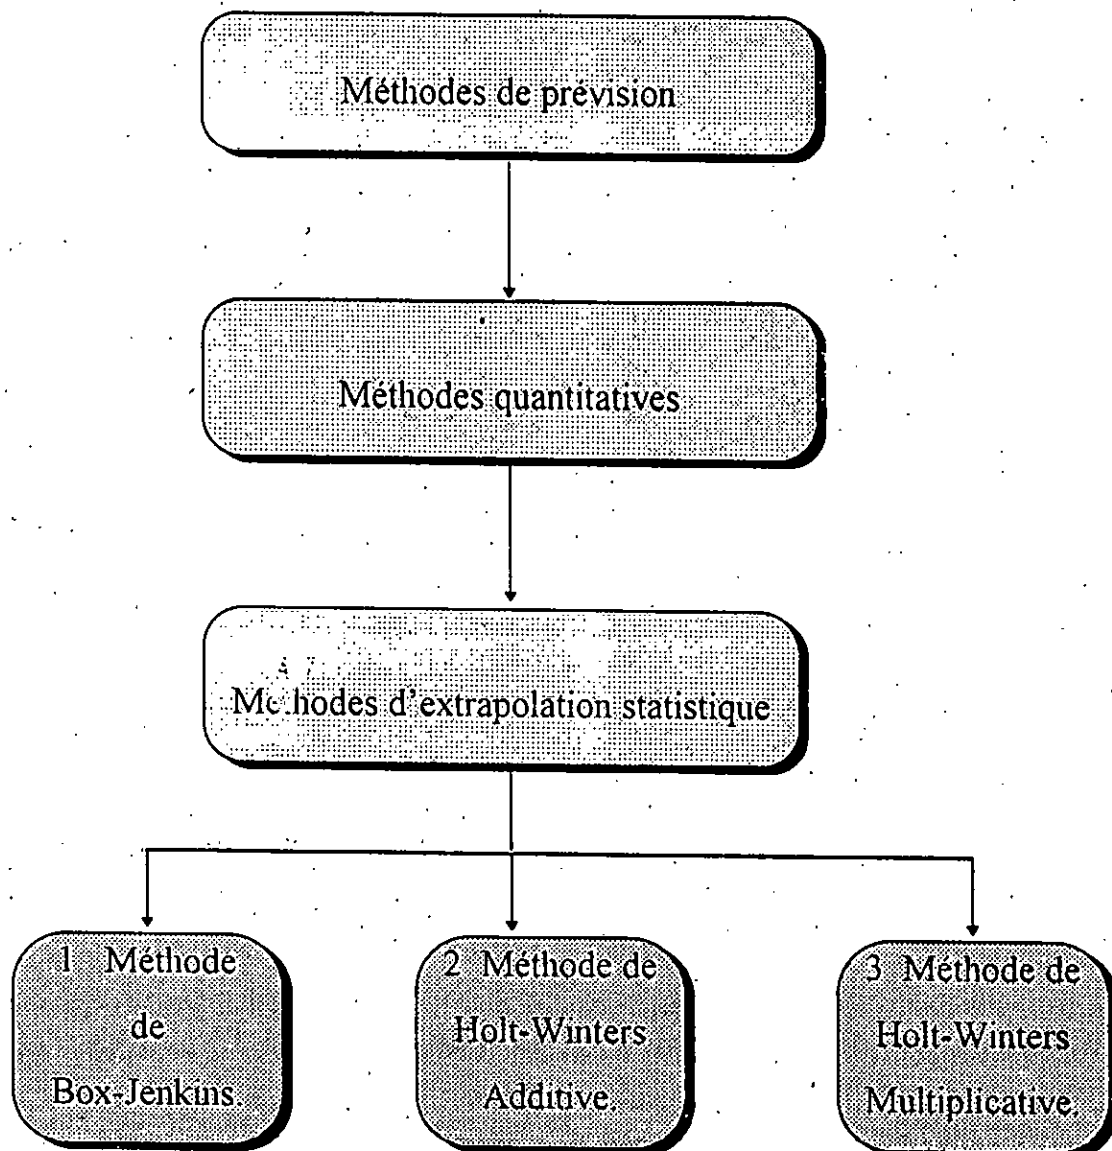 Méthodes de prévision
Méthodes quantitatives
Méthodes d'extrapolation statistique
1 Méthode
de
Box-Jenkins.
2 Méthode de
Holt-Winters
Additive.
3 Méthode de
Holt-Winters
Multiplicative.